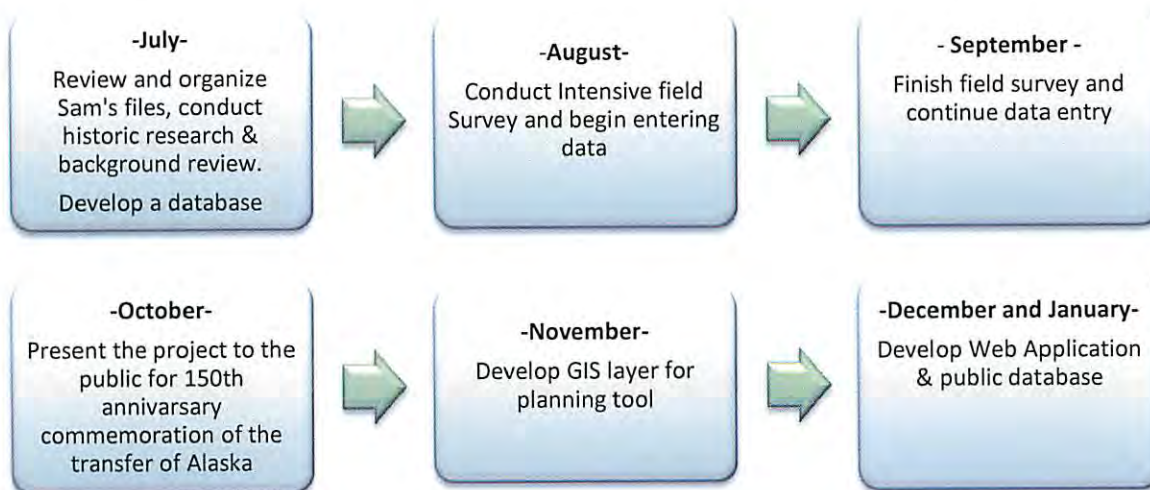 -July-
Review and organize
Sam's files, conduct
historic research &
background review.
Develop a database
-August-
Conduct Intensive field
Survey and begin entering
data
- September -
Finish field survey and
continue data entry
-October-
Present the project to the
public for 150th
annivarsary
commemoration of the
transfer of Alaska
-November-
Develop GIS layer for
planning tool
-December and January-
Develop Web Application
& public database